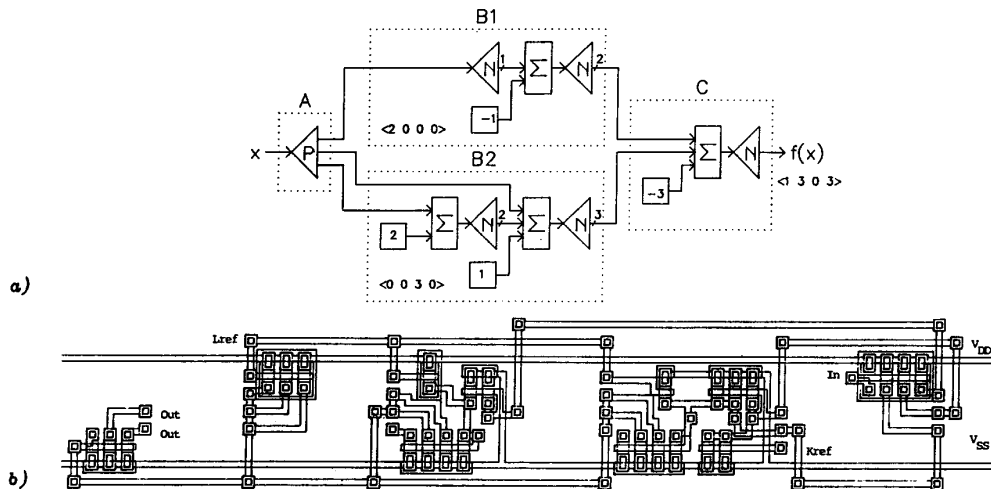 B1
N 1 Σ N 2
-1
<2 0 0 0>
A
x P
C
Σ N f(x)
-3
<1 3 0 3>
B2
Σ N 2 Σ N 3
2
1
<0 0 3 0>
a)
Lref
VDD
In
Out
Out
Kref
VSS
b)